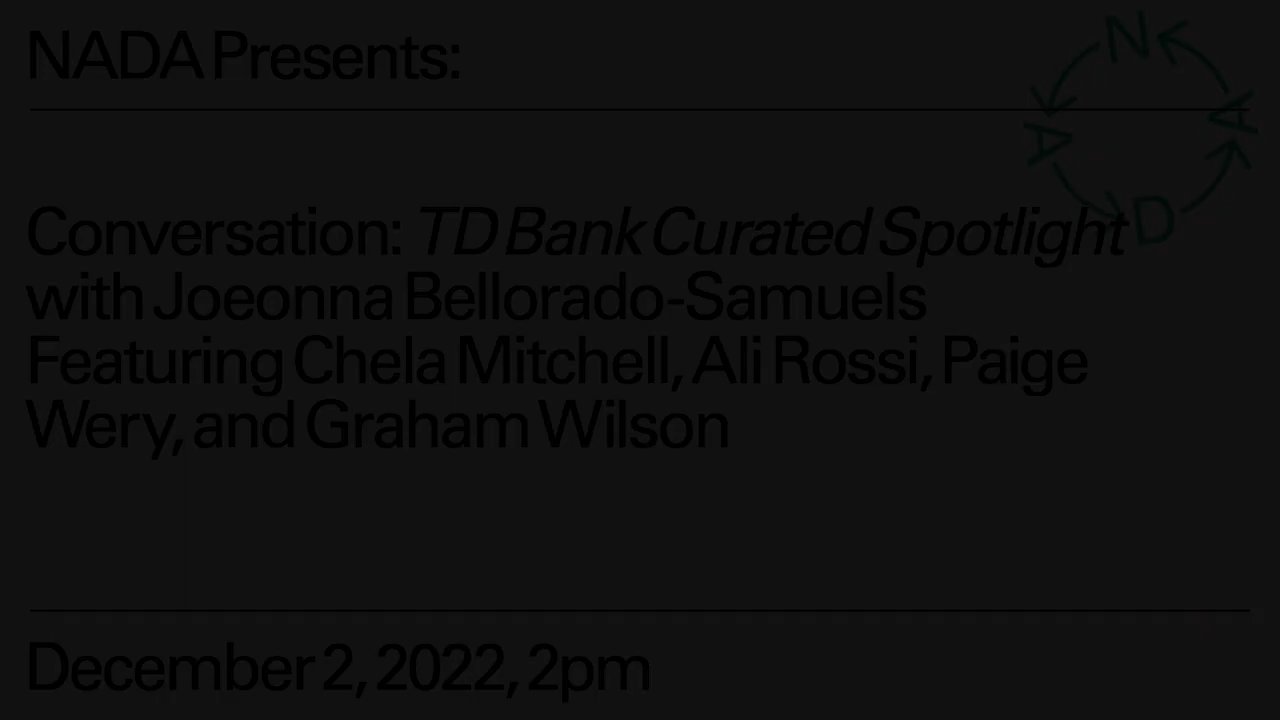 NADA Presents:
N
A
A
D
Conversation: TD Bank Curated Spotlight
with Joeonna Bellorado-Samuels
Featuring Chela Mitchell, Ali Rossi, Paige
Wery, and Graham Wilson
December 2, 2022, 2pm